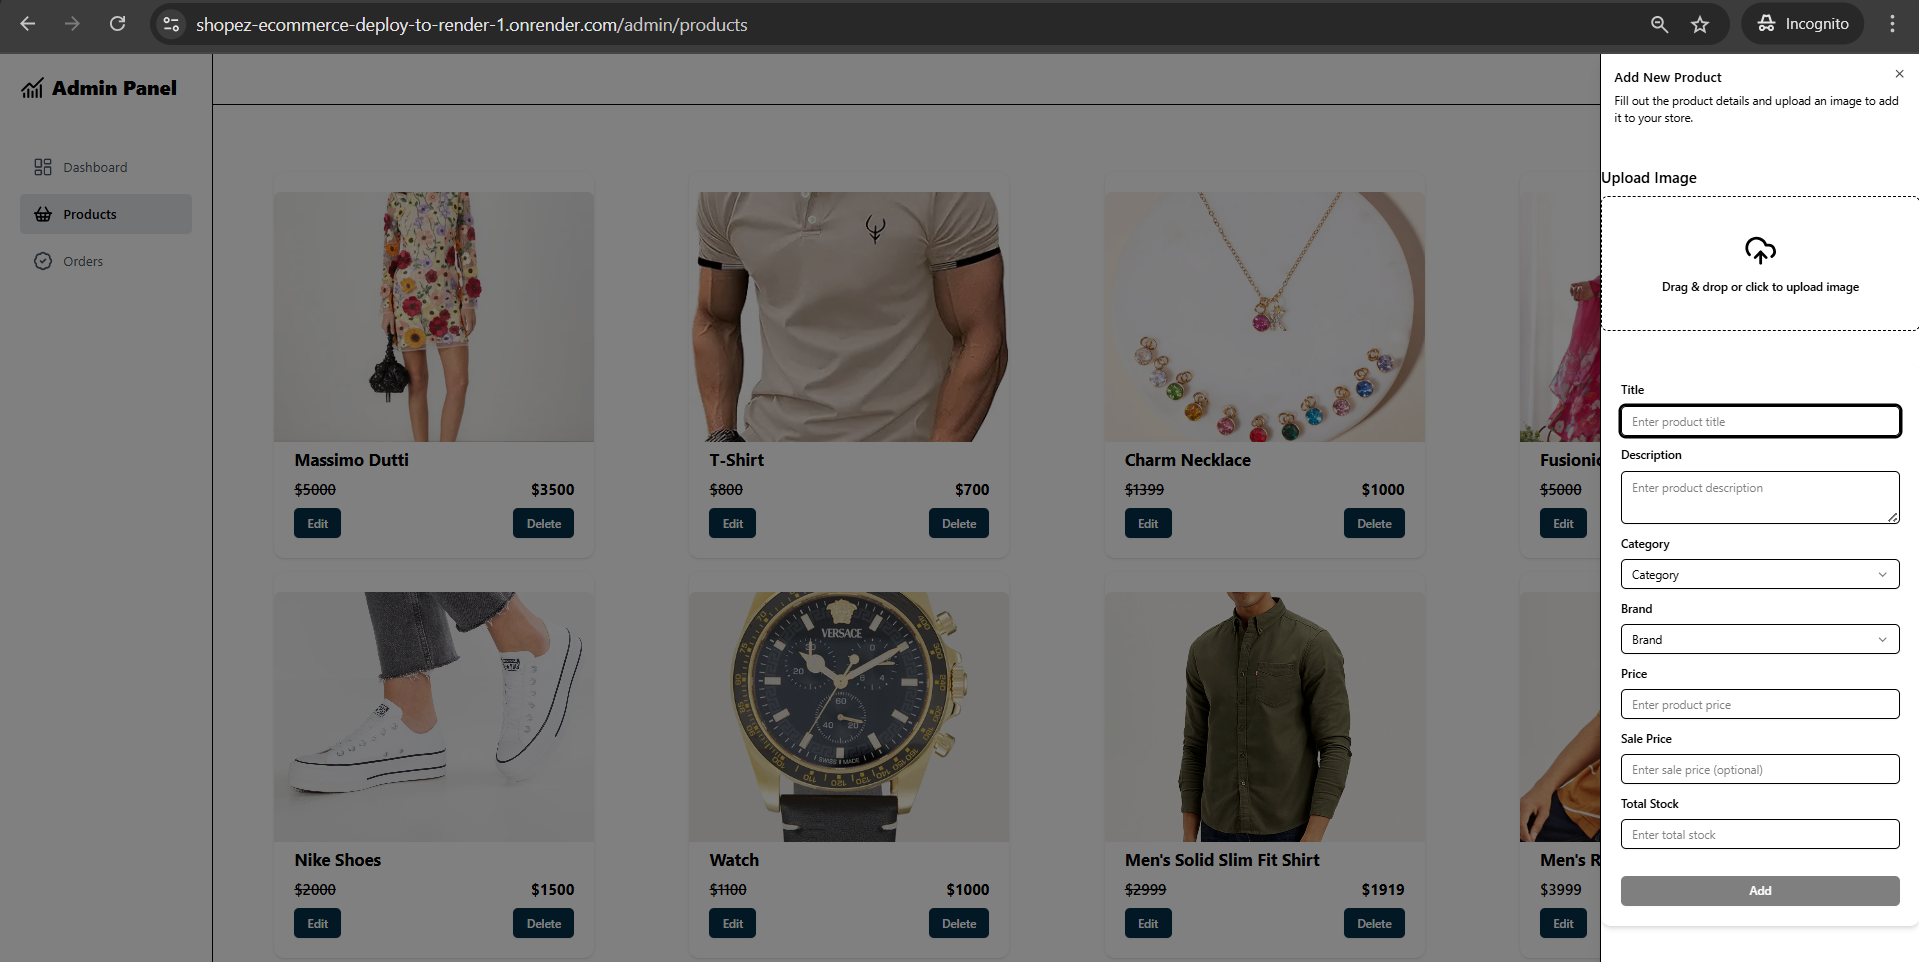 shopez-ecommerce-deploy-to-render-1.onrender.com/admin/products
Incognito
Admin Panel
Dashboard
Products
Orders
Massimo Dutti
$5000 $3500
Edit Delete
T-Shirt
$800 $700
Edit Delete
Charm Necklace
$1399 $1000
Edit Delete
$5000
Edit
VERSACE
SWISS MADE
Nike Shoes
$2000 $1500
Edit Delete
Watch
$1100 $1000
Edit Delete
Men's Solid Slim Fit Shirt
$2999 $1919
Edit Delete
Men's R
$3999
Edit
Add New Product
Fill out the product details and upload an image to add
it to your store.
Upload Image
Drag & drop or click to upload image
Title
Enter product title
Description
Enter product description
Category
Category
Brand
Brand
Price
Enter product price
Sale Price
Enter sale price (optional)
Total Stock
Enter total stock
Add